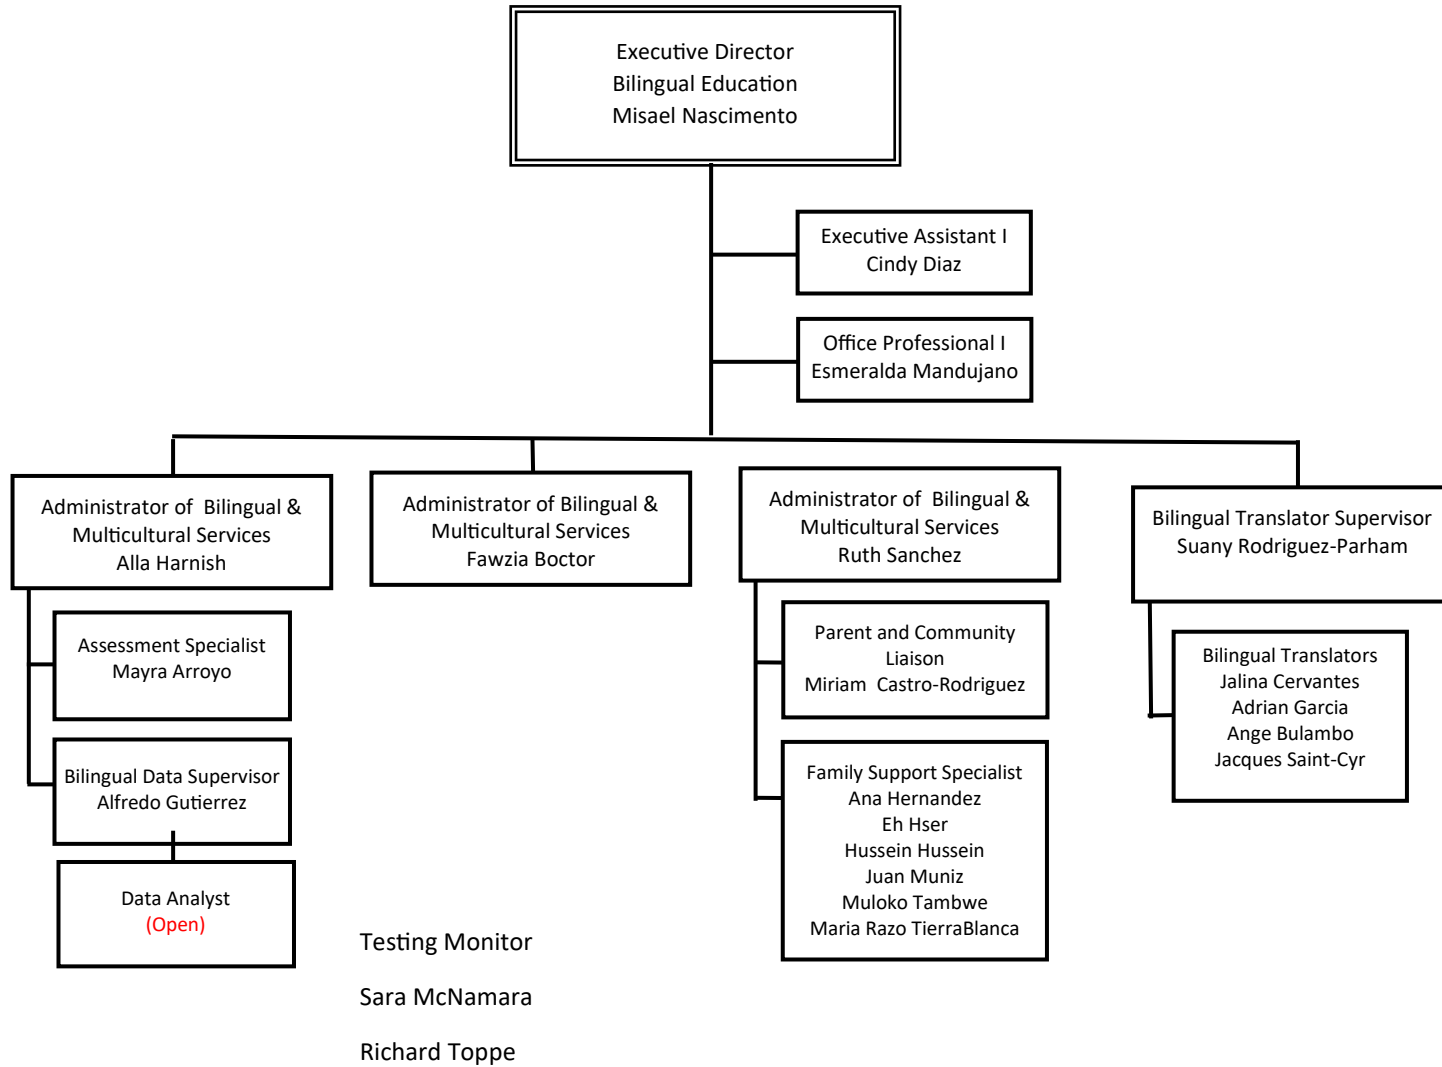 Executive Director
Bilingual Education
Misael Nascimento
Executive Assistant I
Cindy Diaz
Office Professional I
Esmeralda Mandujano
Administrator of Bilingual &
Multicultural Services
Alla Harnish
Assessment Specialist
Mayra Arroyo
Bilingual Data Supervisor
Alfredo Gutierrez
Data Analyst
(Open)
Administrator of Bilingual &
Multicultural Services
Fawzia Boctor
Testing Monitor
Sara McNamara
Richard Toppe
Administrator of Bilingual &
Multicultural Services
Ruth Sanchez
Parent and Community
Liaison
Miriam Castro-Rodriguez
Family Support Specialist
Ana Hernandez
Eh Hser
Hussein Hussein
Juan Muniz
Muloko Tambwe
Maria Razo TierraBlanca
Bilingual Translator Supervisor
Suany Rodriguez-Parham
Bilingual Translators
Jalina Cervantes
Adrian Garcia
Ange Bulambo
Jacques Saint-Cyr